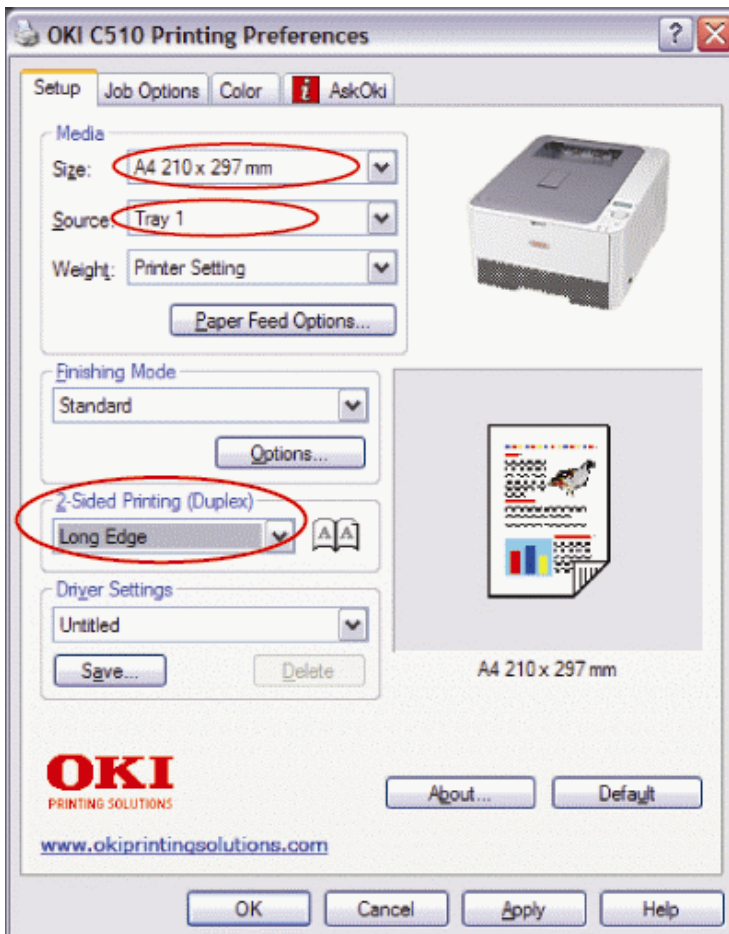 OKI C510 Printing Preferences
Setup Job Options Color i AskOki
Media
Size: A4 210 x 297 mm
Source: Tray 1
Weight: Printer Setting
Paper Feed Options...
Finishing Mode
Standard
Options...
2-Sided Printing (Duplex)
Long Edge
A A
Driver Settings
Untitled
Save... Delete
A4 210 x 297 mm
OKI
PRINTING SOLUTIONS
About... Default
www.okiprintingsolutions.com
OK Cancel Apply Help